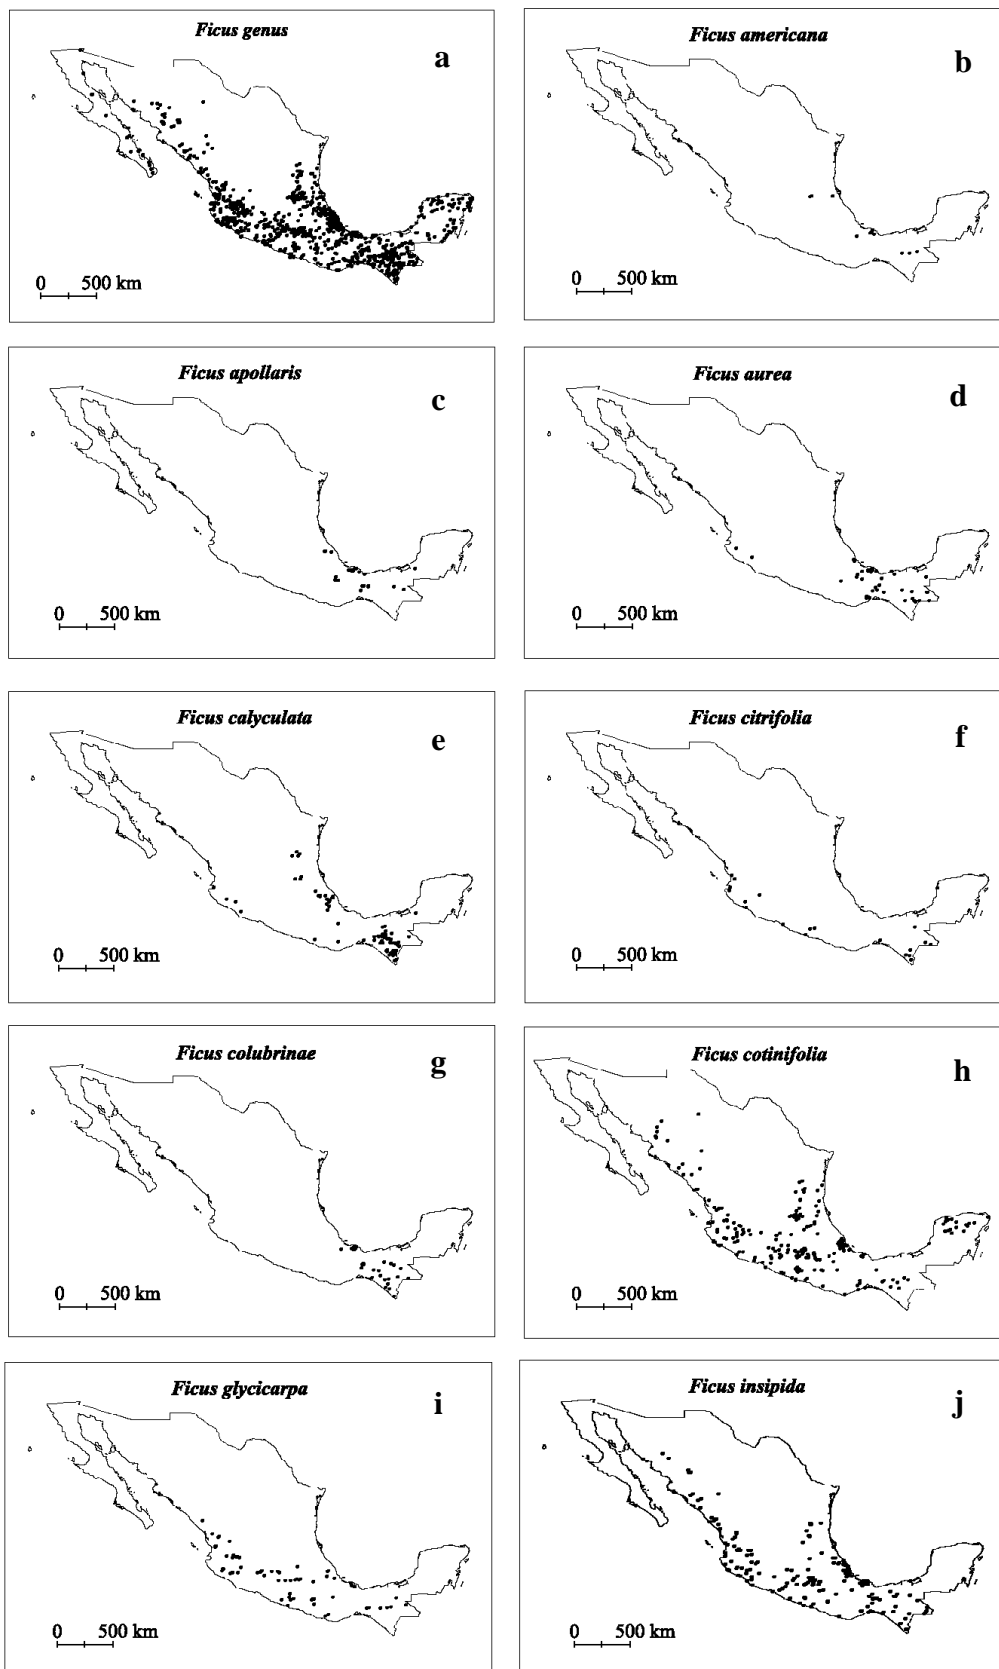 Ficus genus
a
0 500 km
Ficus americana
b
0 500 km
Ficus apollaris
c
0 500 km
Ficus aurea
d
0 500 km
Ficus calyculata
e
0 500 km
Ficus citrifolia
f
0 500 km
Ficus colubrinae
g
0 500 km
Ficus cotinifolia
h
0 500 km
Ficus glycicarpa
i
0 500 km
Ficus insipida
j
0 500 km